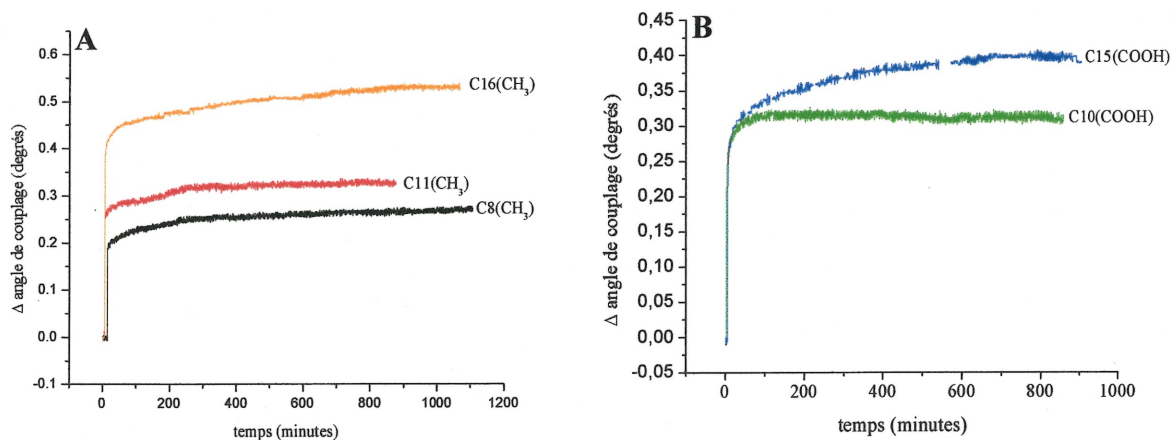 A
0.6
0.5
0.4
0.3
0.2
0.1
0.0
-0.1
Δ angle de couplage (degrés)
C16(CH₃)
C11(CH₃)
C8(CH₃)
0 200 400 600 800 1000 1200
temps (minutes)
B
0,45
0,40
0,35
0,30
0,25
0,20
0,15
0,10
0,05
0,00
0,05
Δ angle de couplage (degrés)
C15(COOH)
C10(COOH)
0 200 400 600 800 1000
temps (minutes)